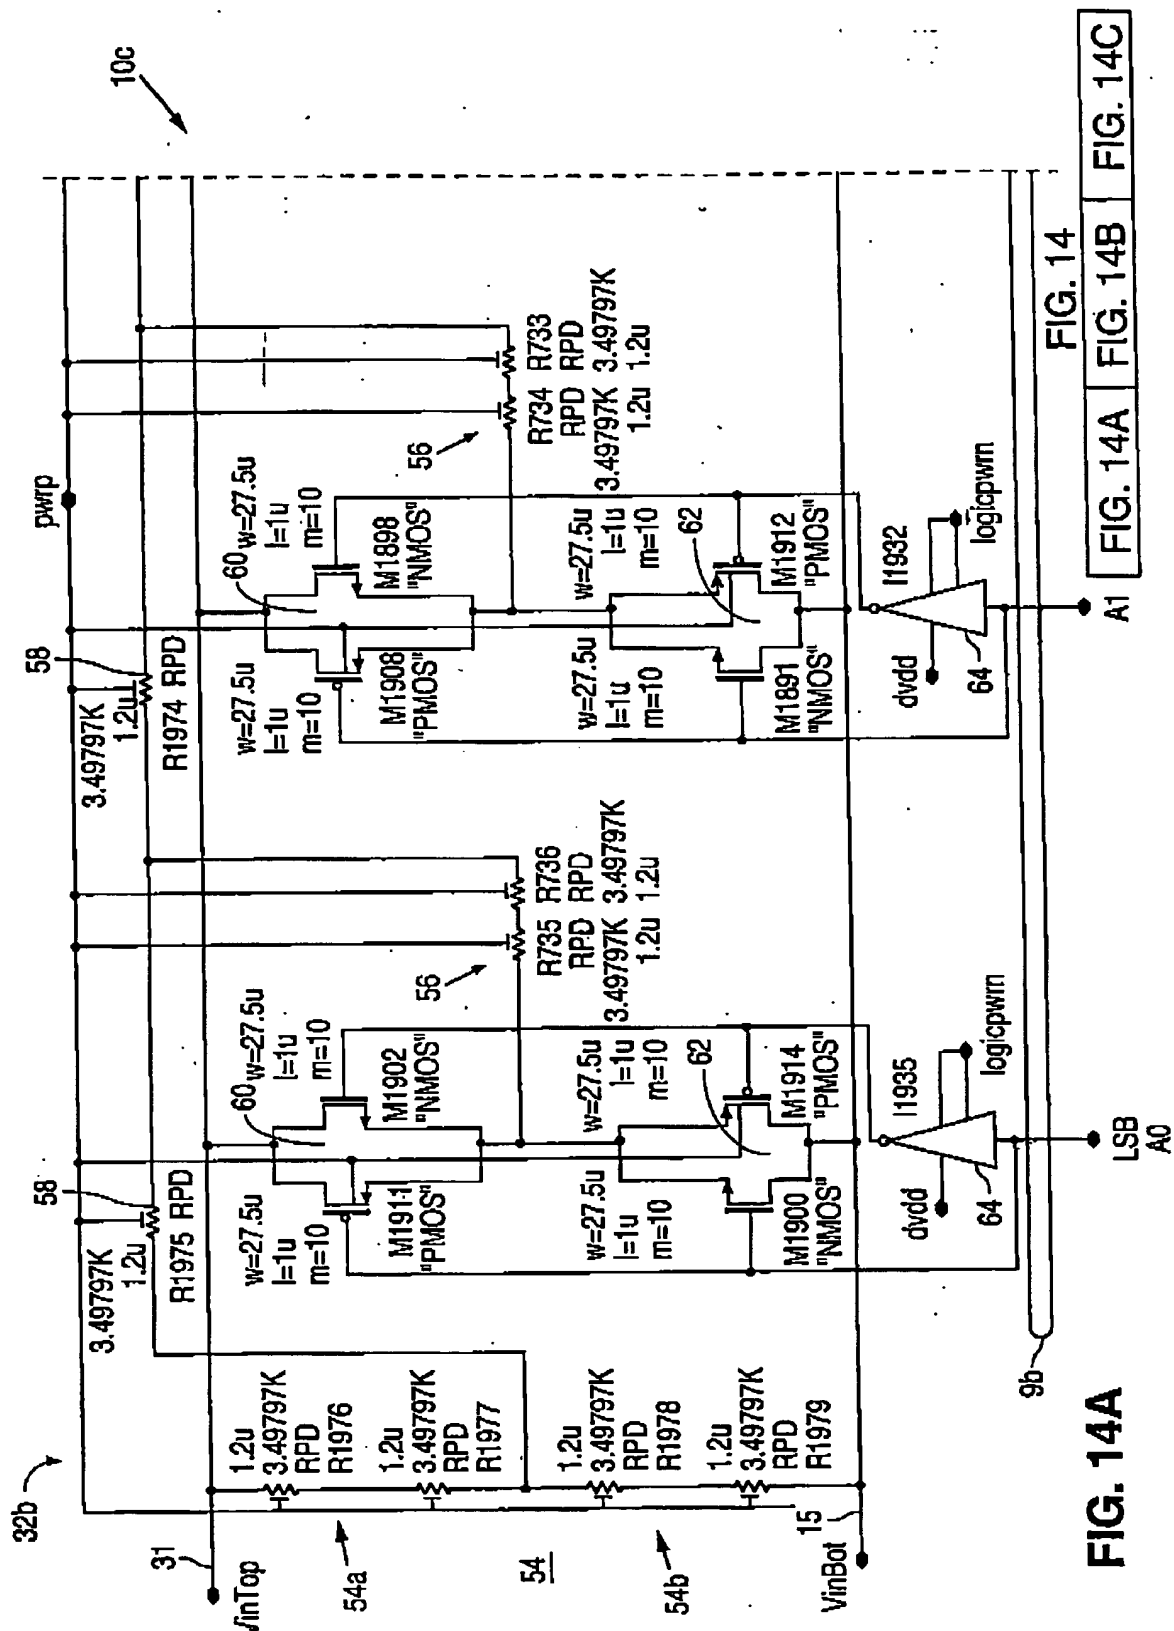 32b
10c
pwrp
58
3.49797K
1.2u
R1975 RPD
58
3.49797K
1.2u
R1974 RPD
31
VinTop
1.2u
3.49797K
RPD
R1976
1.2u
3.49797K
RPD
R1977
54a
54
1.2u
3.49797K
RPD
R1978
1.2u
3.49797K
RPD
R1979
54b
15
VinBot
w=27.5u
l=1u
m=10
M1911
"PMOS"
60
w=27.5u
l=1u
m=10
M1902
"NMOS"
56
R735
RPD
3.49797K
1.2u
R736
RPD
3.49797K
1.2u
w=27.5u
l=1u
m=10
M1900
"NMOS"
w=27.5u
l=1u
m=10
62
M1914
"PMOS"
dvdd
64
I1935
logicpwrn
LSB
A0
w=27.5u
l=1u
m=10
M1908
"PMOS"
60
w=27.5u
l=1u
m=10
M1898
"NMOS"
56
R734
RPD
3.49797K
1.2u
R733
RPD
3.49797K
1.2u
w=27.5u
l=1u
m=10
M1891
"NMOS"
w=27.5u
l=1u
m=10
62
M1912
"PMOS"
dvdd
64
I1932
logicpwrn
A1
9b
FIG. 14A
FIG. 14
FIG. 14A FIG. 14B FIG. 14C